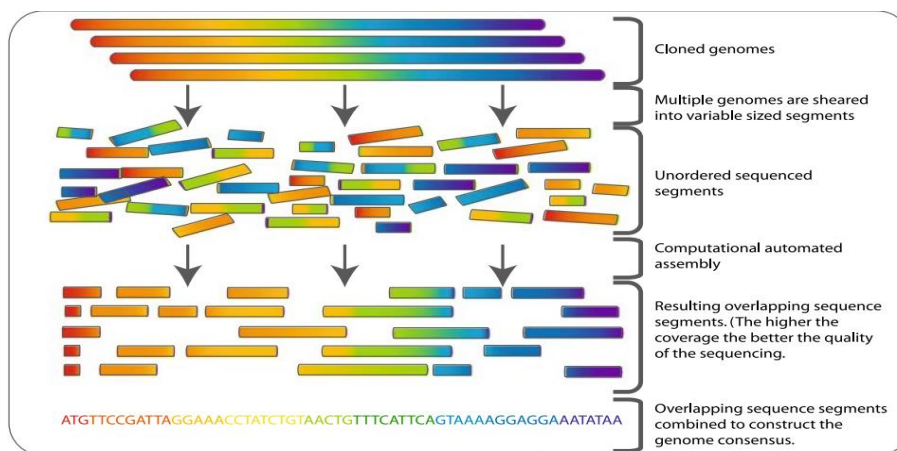 Cloned genomes
Multiple genomes are sheared
into variable sized segments
Unordered sequenced
segments
Computational automated
assembly
Resulting overlapping sequence
segments. (The higher the
coverage the better the quality
of the sequencing.
ATGTTCCGATTAGGAAACCTATCTGTAACTGTTTCATTCAGTAAAAGGAGGAAATATAA
Overlapping sequence segments
combined to construct the
genome consensus.